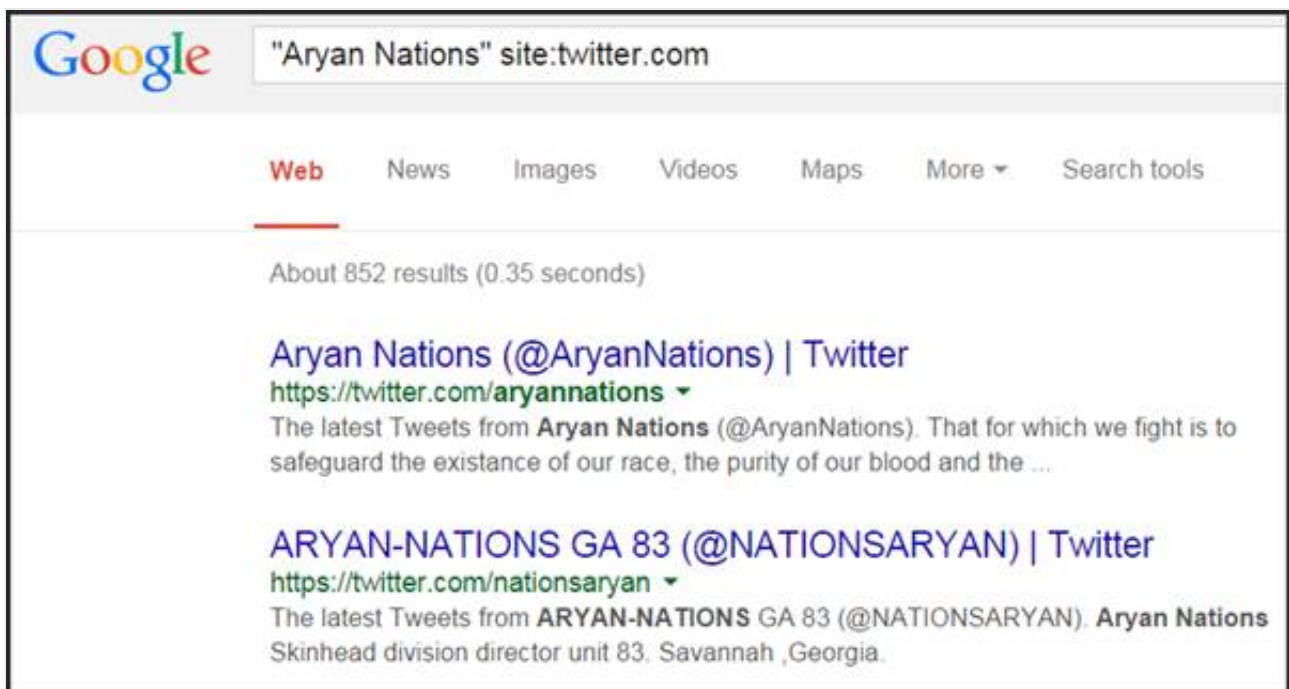 Google "Aryan Nations" site:twitter.com
Web News Images Videos Maps More Search tools
About 852 results (0.35 seconds)
Aryan Nations (@AryanNations) | Twitter
https://twitter.com/aryannations
The latest Tweets from Aryan Nations (@AryanNations). That for which we fight is to
safeguard the existance of our race, the purity of our blood and the ...
ARYAN-NATIONS GA 83 (@NATIONSARYAN) | Twitter
https://twitter.com/nationsaryan
The latest Tweets from ARYAN-NATIONS GA 83 (@NATIONSARYAN). Aryan Nations
Skinhead division director unit 83. Savannah ,Georgia.